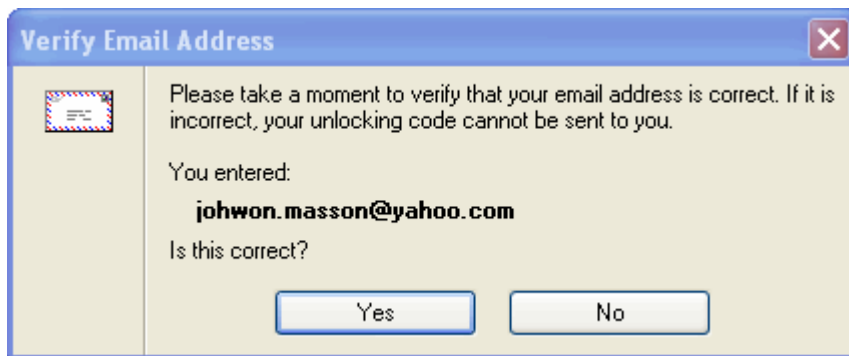 Verify Email Address
Please take a moment to verify that your email address is correct. If it is
incorrect, your unlocking code cannot be sent to you.
You entered:
johwon.masson@yahoo.com
Is this correct?
Yes No